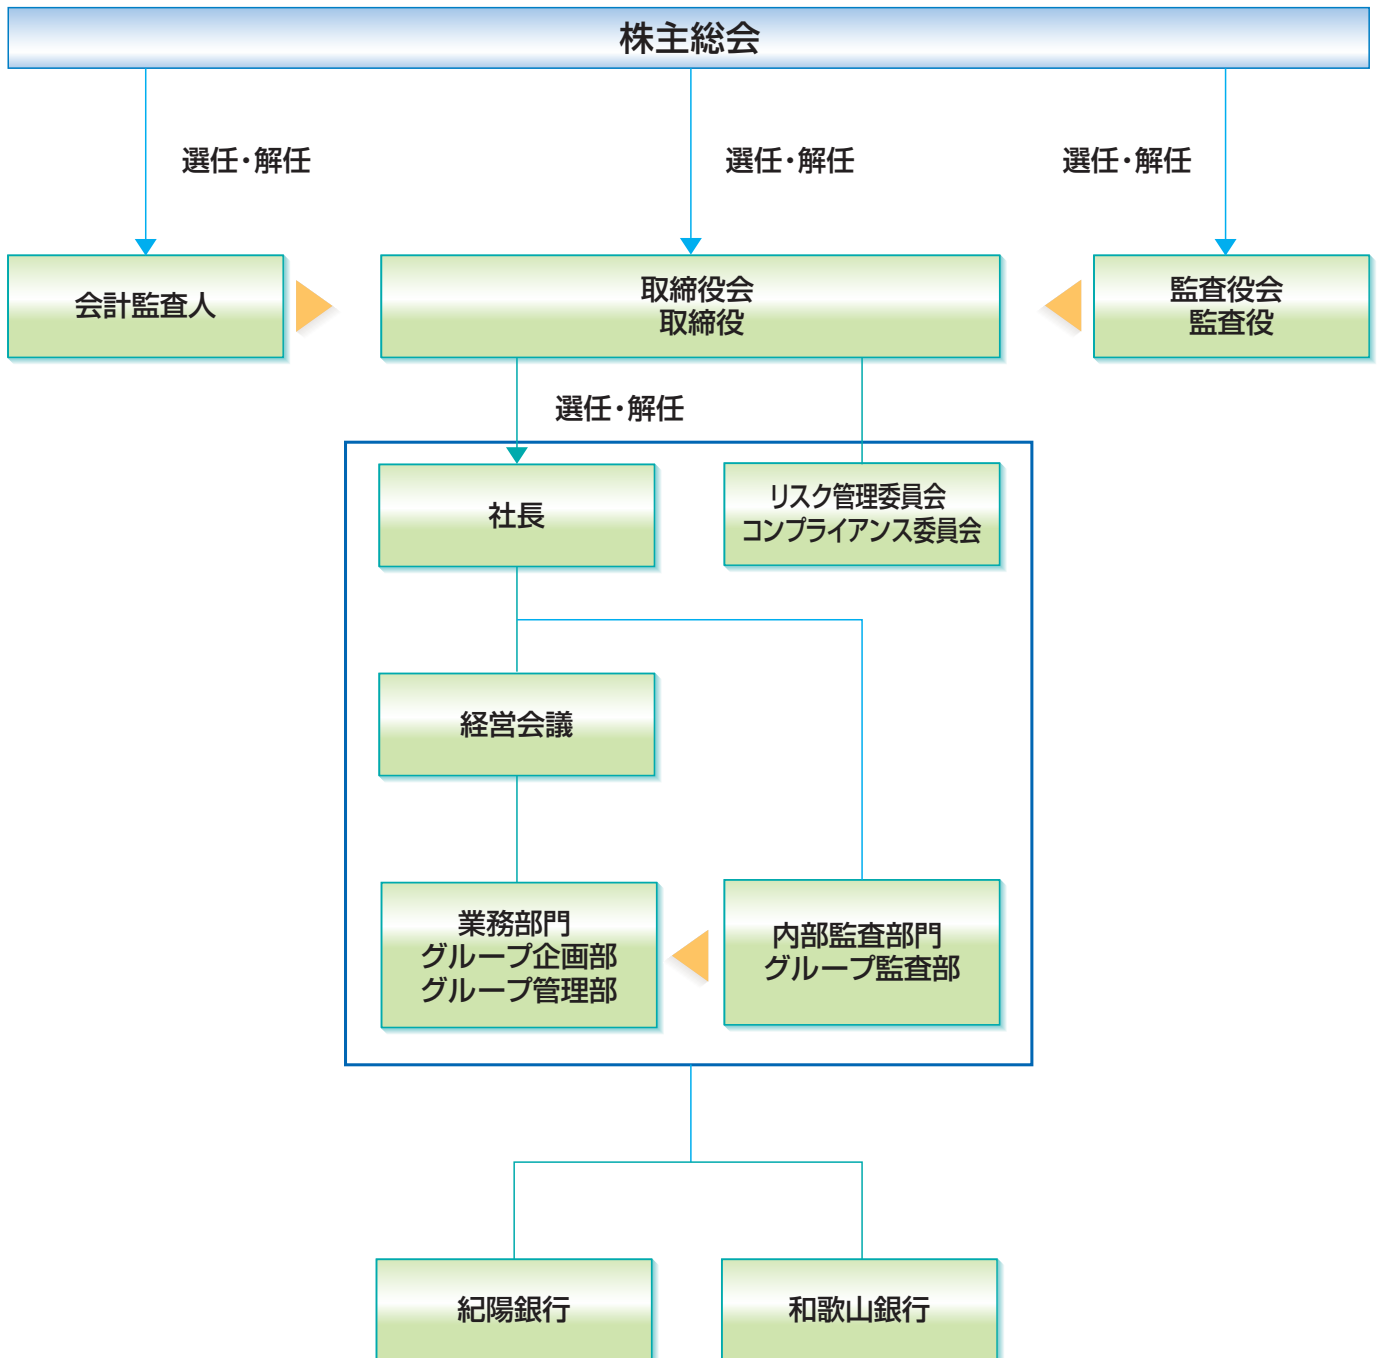 株主総会
選任・解任
選任・解任
選任・解任
会計監査人
取締役会
取締役
監査役会
監査役
選任・解任
社長
リスク管理委員会
コンプライアンス委員会
経営会議
業務部門
グループ企画部
グループ管理部
内部監査部門
グループ監査部
紀陽銀行
和歌山銀行